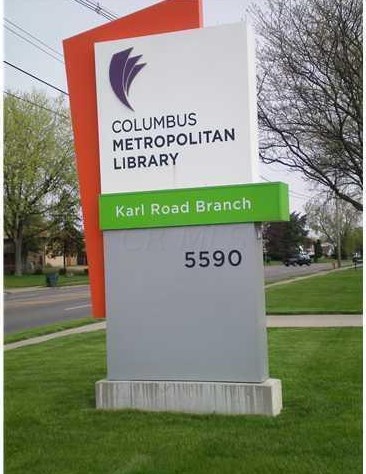 COLUMBUS
METROPOLITAN
LIBRARY
Karl Road Branch
5590